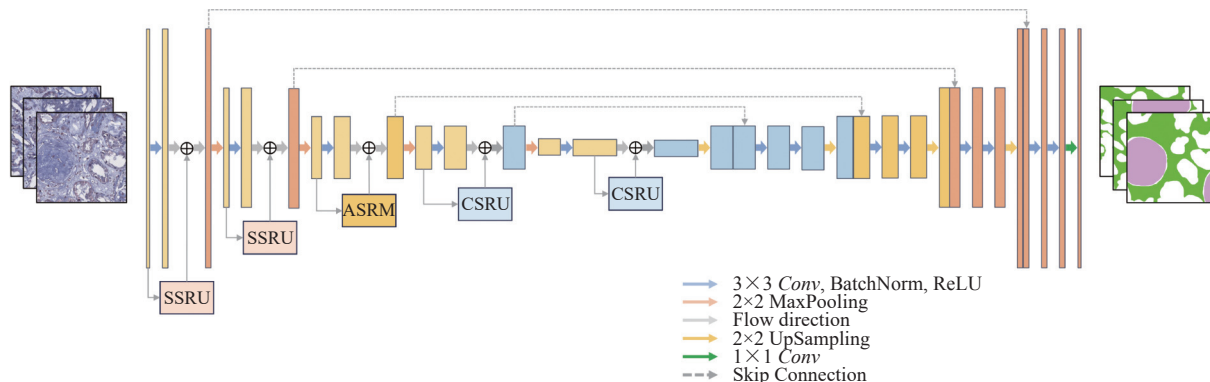 ASRM
CSRU
CSRU
SSRU
SSRU
3×3 Conv, BatchNorm, ReLU
2×2 MaxPooling
Flow direction
2×2 UpSampling
1×1 Conv
Skip Connection